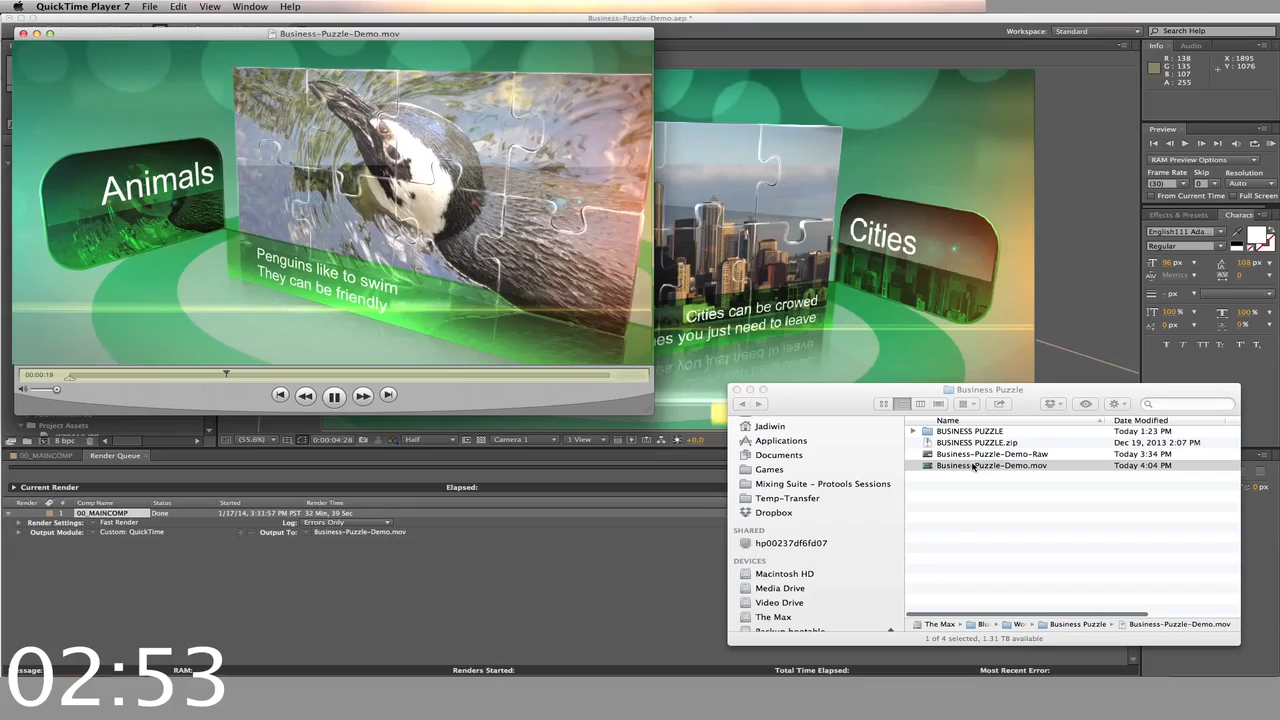 QuickTime Player 7 File Edit View Window Help
Business-Puzzle-Demo.aep *
Workspace: Standard
Search Help
Business-Puzzle-Demo.mov
Animals
Penguins like to swim
They can be friendly
00:00:19
Cities
Cities can be crowed
es you just need to leave
Info Audio
R : 138
G : 135
B : 107
A : 255
X : 1895
Y : 1076
Preview
RAM Preview Options
Frame Rate Skip Resolution
(30) 0 Auto
From Current Time Full Screen
Effects & Presets Charact
English111 Ada...
Regular
96 px 108 px
Metrics 0
- px
100 % 100 %
0 px 0 %
T T TT Tt T' T,
Project Assets
8 bpc
(55.6%) 0:00:04:28 Half Camera 1 1 View +0.0
00_MAINCOMP Render Queue
Current Render Elapsed:
Render # Comp Name Status Started Render Time
1 00_MAINCOMP Done 1/17/14, 3:31:57 PM 32 Min, 39 Sec
Render Settings: Fast Render Log: Errors Only
Output Module: Custom: QuickTime Output To: Business-Puzzle-Demo.mov
Business Puzzle
Jadiwin
Applications
Documents
Games
Mixing Suite - Protools Sessions
Temp-Transfer
Dropbox
SHARED
hp00237df6fd07
DEVICES
Macintosh HD
Media Drive
Video Drive
The Max
Backup bootable
Name Date Modified
BUSINESS PUZZLE Today 1:23 PM
BUSINESS PUZZLE.zip Dec 19, 2013 2:07 PM
Business-Puzzle-Demo-Raw Today 3:34 PM
Business-Puzzle-Demo.mov Today 4:04 PM
The Max Blu Wo Business Puzzle Business-Puzzle-Demo.mov
1 of 4 selected, 1.31 TB available
02:53
Message: RAM: Renders Started: Total Time Elapsed: Most Recent Error: